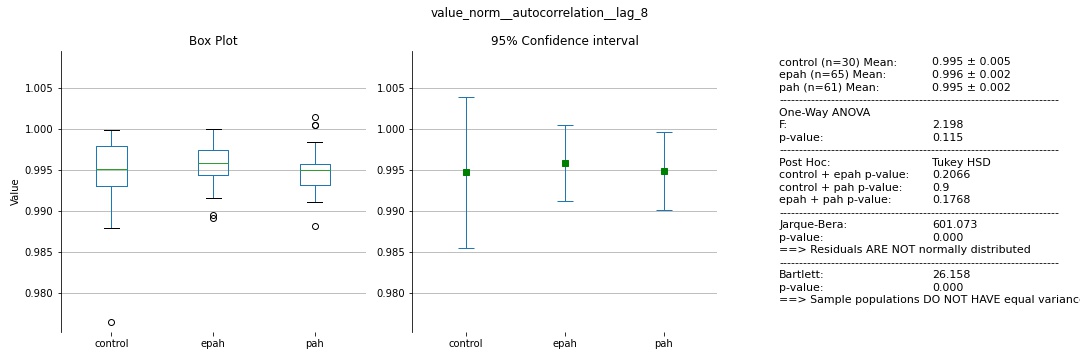 value_norm__autocorrelation__lag_8
Box Plot
Value
1.005
1.000
0.995
0.990
0.985
0.980
control
epah
pah
95% Confidence interval
1.005
1.000
0.995
0.990
0.985
0.980
control
epah
pah
control (n=30) Mean: 0.995 ± 0.005
epah (n=65) Mean: 0.996 ± 0.002
pah (n=61) Mean: 0.995 ± 0.002
One-Way ANOVA
F: 2.198
p-value: 0.115
Post Hoc: Tukey HSD
control + epah p-value: 0.2066
control + pah p-value: 0.9
epah + pah p-value: 0.1768
Jarque-Bera: 601.073
p-value: 0.000
==> Residuals ARE NOT normally distributed
Bartlett: 26.158
p-value: 0.000
==> Sample populations DO NOT HAVE equal varianc